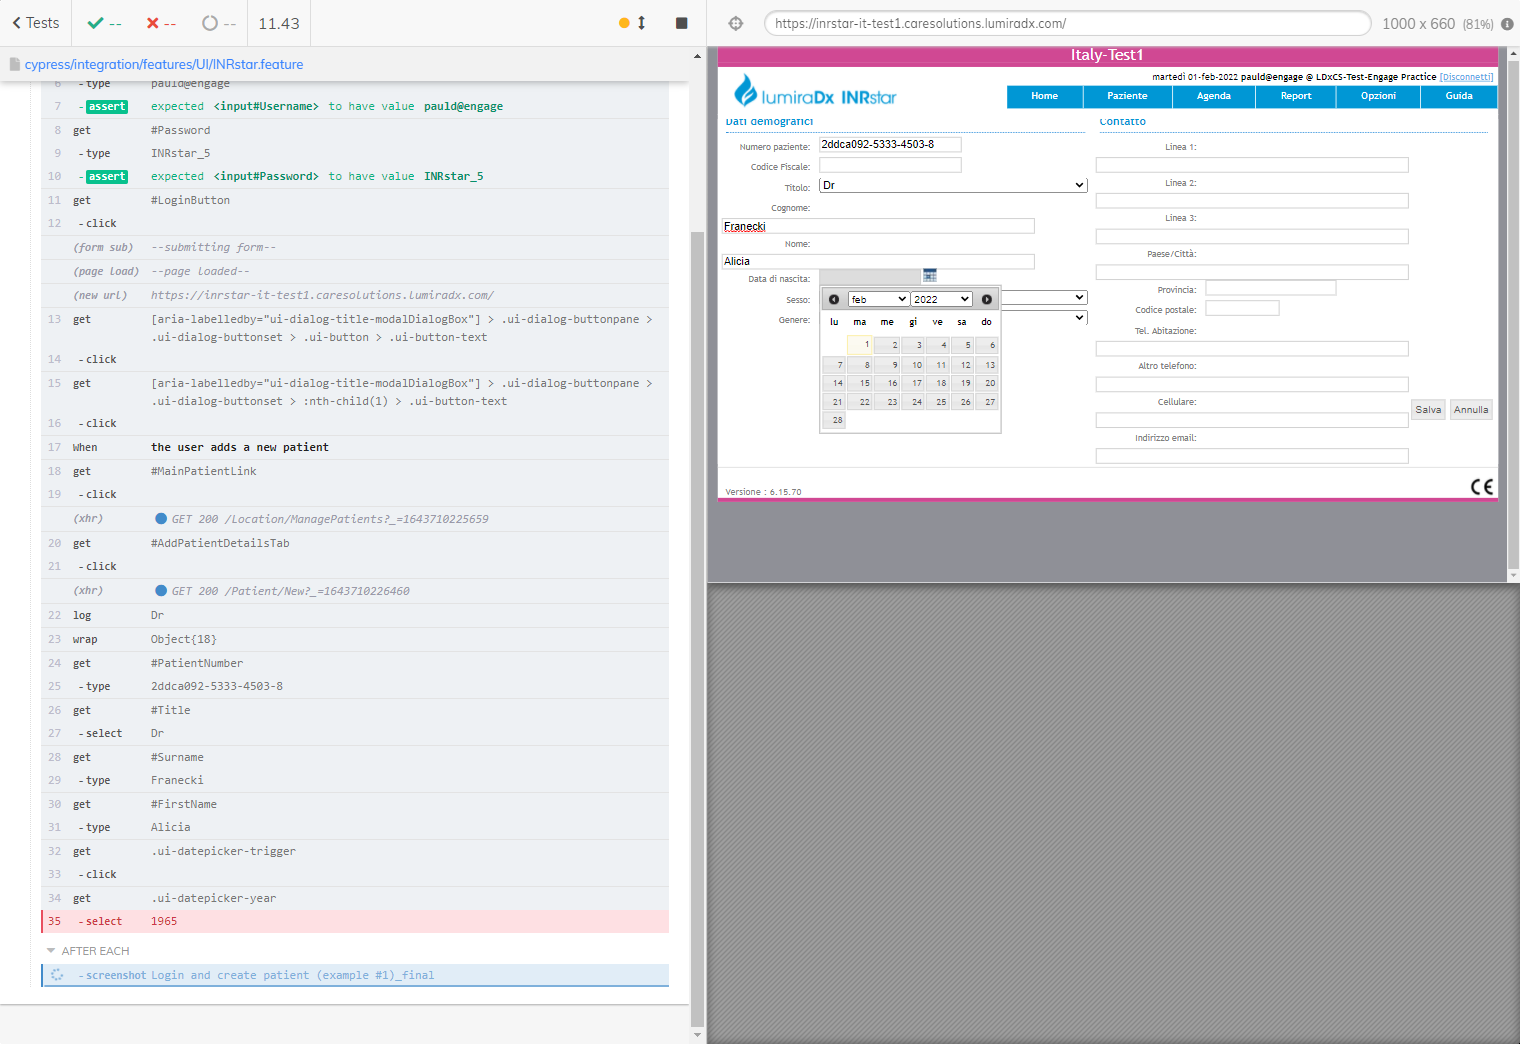 Tests
--
--
--
11.43
cypress/integration/features/UI/INRstar.feature
6 -type pauld@engage
7 -assert expected <input#Username> to have value pauld@engage
8 get #Password
9 -type INRstar_5
10 -assert expected <input#Password> to have value INRstar_5
11 get #LoginButton
12 -click
(form sub) --submitting form--
(page load) --page loaded--
(new url) https://inrstar-it-test1.caresolutions.lumiradx.com/
13 get [aria-labelledby="ui-dialog-title-modalDialogBox"] > .ui-dialog-buttonpane >
.ui-dialog-buttonset > .ui-button > .ui-button-text
14 -click
15 get [aria-labelledby="ui-dialog-title-modalDialogBox"] > .ui-dialog-buttonpane >
.ui-dialog-buttonset > :nth-child(1) > .ui-button-text
16 -click
17 When the user adds a new patient
18 get #MainPatientLink
19 -click
(xhr) GET 200 /Location/ManagePatients?_=1643710225659
20 get #AddPatientDetailsTab
21 -click
(xhr) GET 200 /Patient/New?_=1643710226460
22 log Dr
23 wrap Object{18}
24 get #PatientNumber
25 -type 2ddca092-5333-4503-8
26 get #Title
27 -select Dr
28 get #Surname
29 -type Franecki
30 get #FirstName
31 -type Alicia
32 get .ui-datepicker-trigger
33 -click
34 get .ui-datepicker-year
35 -select 1965
AFTER EACH
-screenshot Login and create patient (example #1)_final
https://inrstar-it-test1.caresolutions.lumiradx.com/
1000 x 660 (81%)
Italy-Test1
martedì 01-feb-2022 pauld@engage @ LDxCS-Test-Engage Practice [Disconnetti]
lumiraDx INRstar
Home Paziente Agenda Report Opzioni Guida
Dati demografici
Numero paziente: 2ddca092-5333-4503-8
Codice Fiscale:
Titolo: Dr
Cognome:
Franecki
Nome:
Alicia
Data di nascita:
Sesso:
Genere:
feb 2022
lu ma me gi ve sa do
1 2 3 4 5 6
7 8 9 10 11 12 13
14 15 16 17 18 19 20
21 22 23 24 25 26 27
28
Contatto
Linea 1:
Linea 2:
Linea 3:
Paese/Città:
Provincia:
Codice postale:
Tel. Abitazione:
Altro telefono:
Cellulare:
Indirizzo email:
Salva Annulla
Versione : 6.15.70
CE